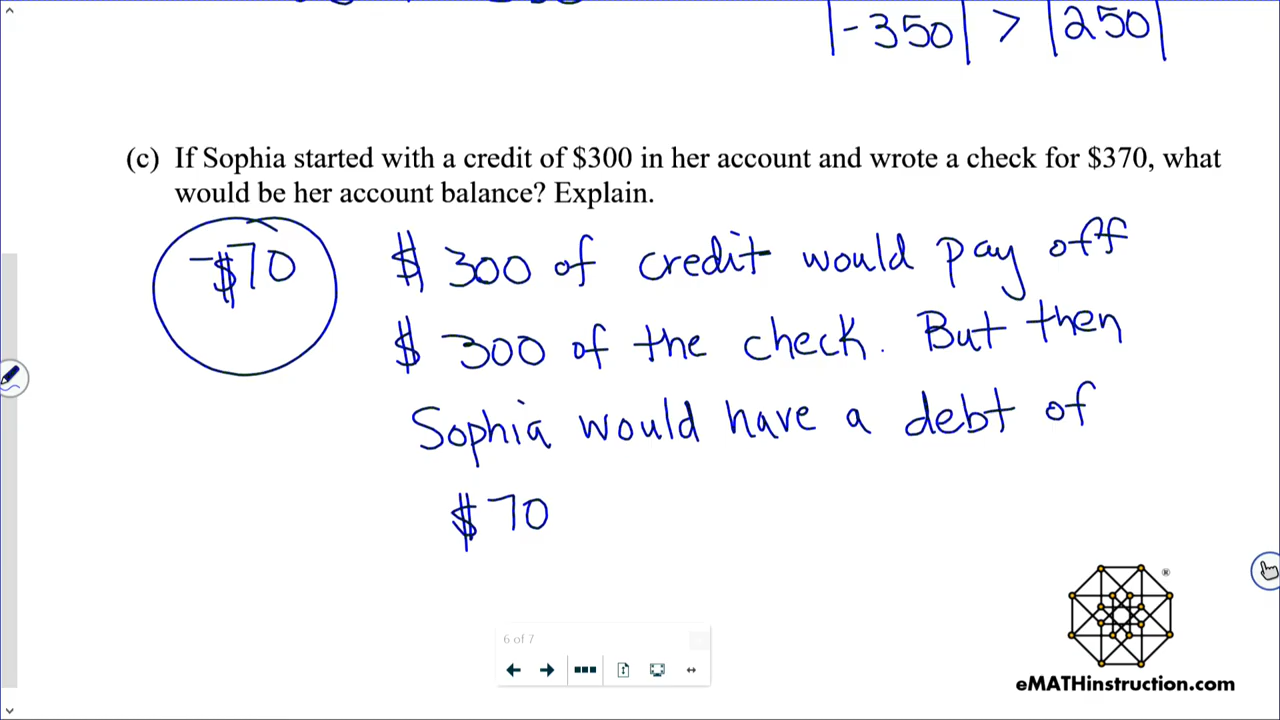 |-350| > |250|
(c) If Sophia started with a credit of $300 in her account and wrote a check for $370, what
would be her account balance? Explain.
-$70
$300 of credit would pay off
$300 of the check. But then
Sophia would have a debt of
$70
6 of 7
eMATHinstruction.com